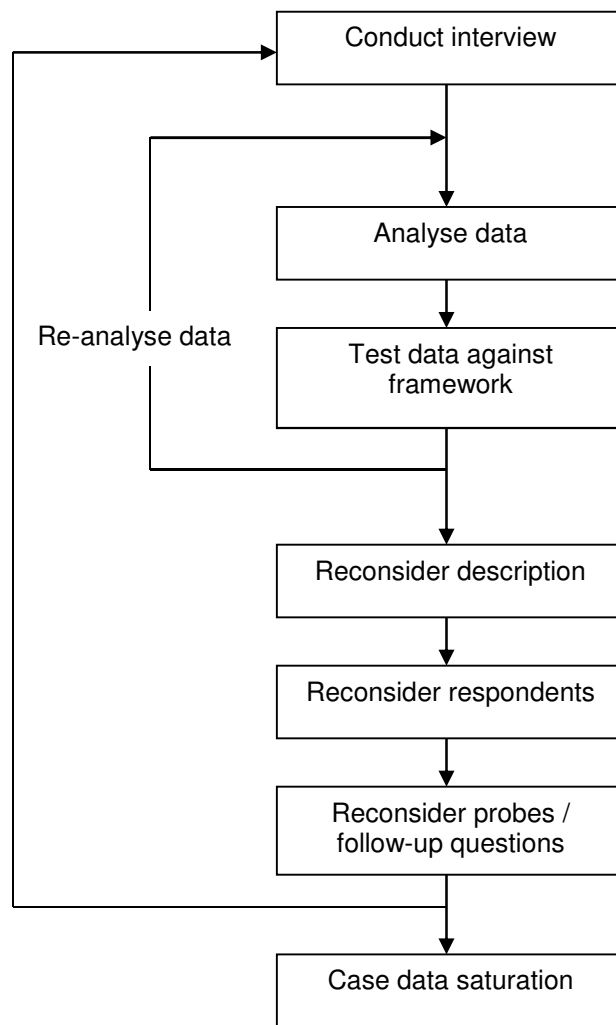 Conduct interview
Analyse data
Re-analyse data
Test data against
framework
Reconsider description
Reconsider respondents
Reconsider probes /
follow-up questions
Case data saturation